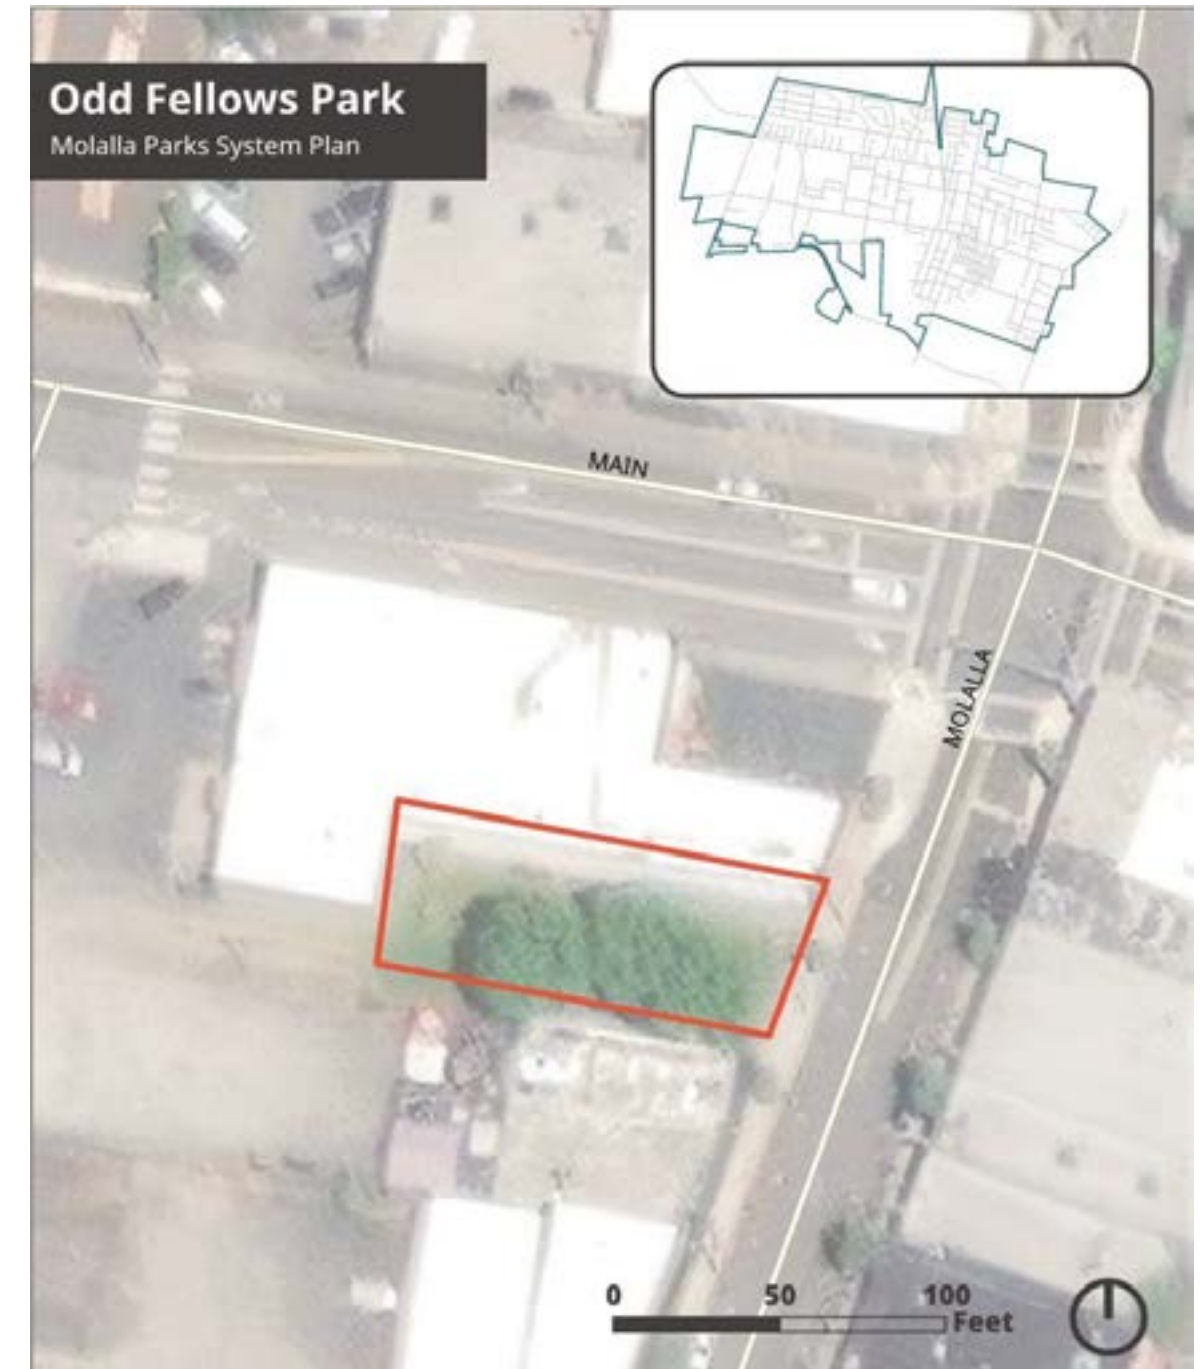 Odd Fellows Park
Molalla Parks System Plan
MAIN
MOLALLA
0 50 100
Feet